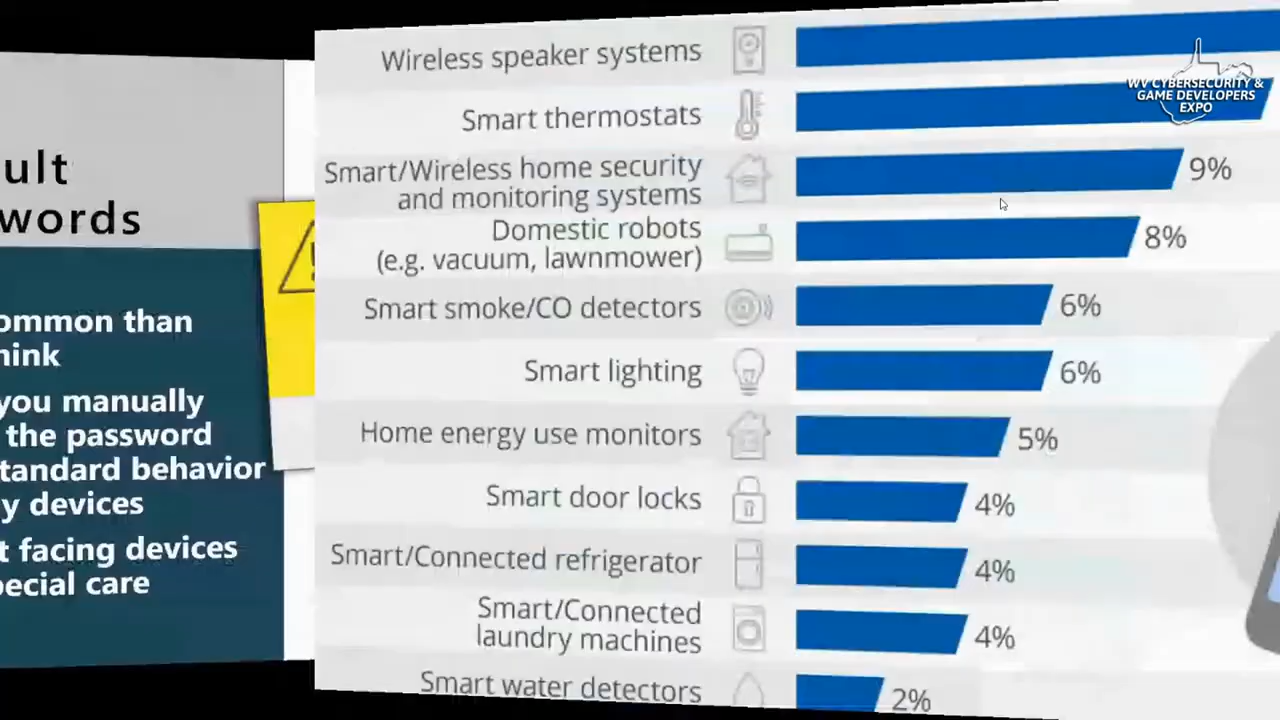 ult
words
ommon than
hink
you manually
the password
tandard behavior
y devices
t facing devices
pecial care
Wireless speaker systems
Smart thermostats
Smart/Wireless home security
and monitoring systems
9%
Domestic robots
(e.g. vacuum, lawnmower)
8%
Smart smoke/CO detectors
6%
Smart lighting
6%
Home energy use monitors
5%
Smart door locks
4%
Smart/Connected refrigerator
4%
Smart/Connected
laundry machines
4%
Smart water detectors
2%
WV CYBERSECURITY &
GAME DEVELOPERS
EXPO